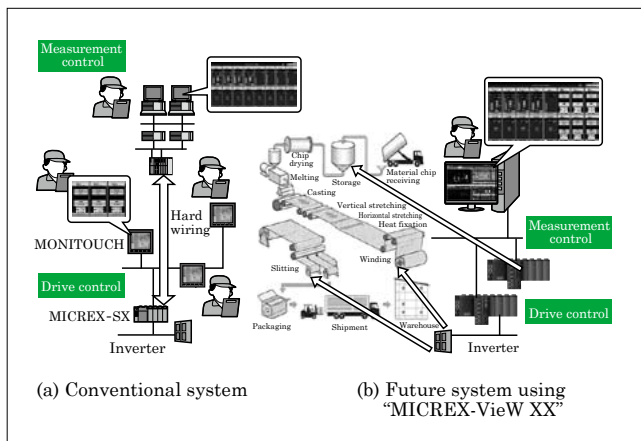 Measurement
control
MONITOUCH
Hard
wiring
Drive control
MICREX-SX
Inverter
(a) Conventional system
Chip
drying
Melting
Casting
Storage
Material chip
receiving
Vertical stretching
Horizontal stretching
Heat fixation
Slitting
Winding
Packaging
Shipment
Warehouse
Measurement
control
Drive control
Inverter
(b) Future system using
“MICREX-VieW XX”